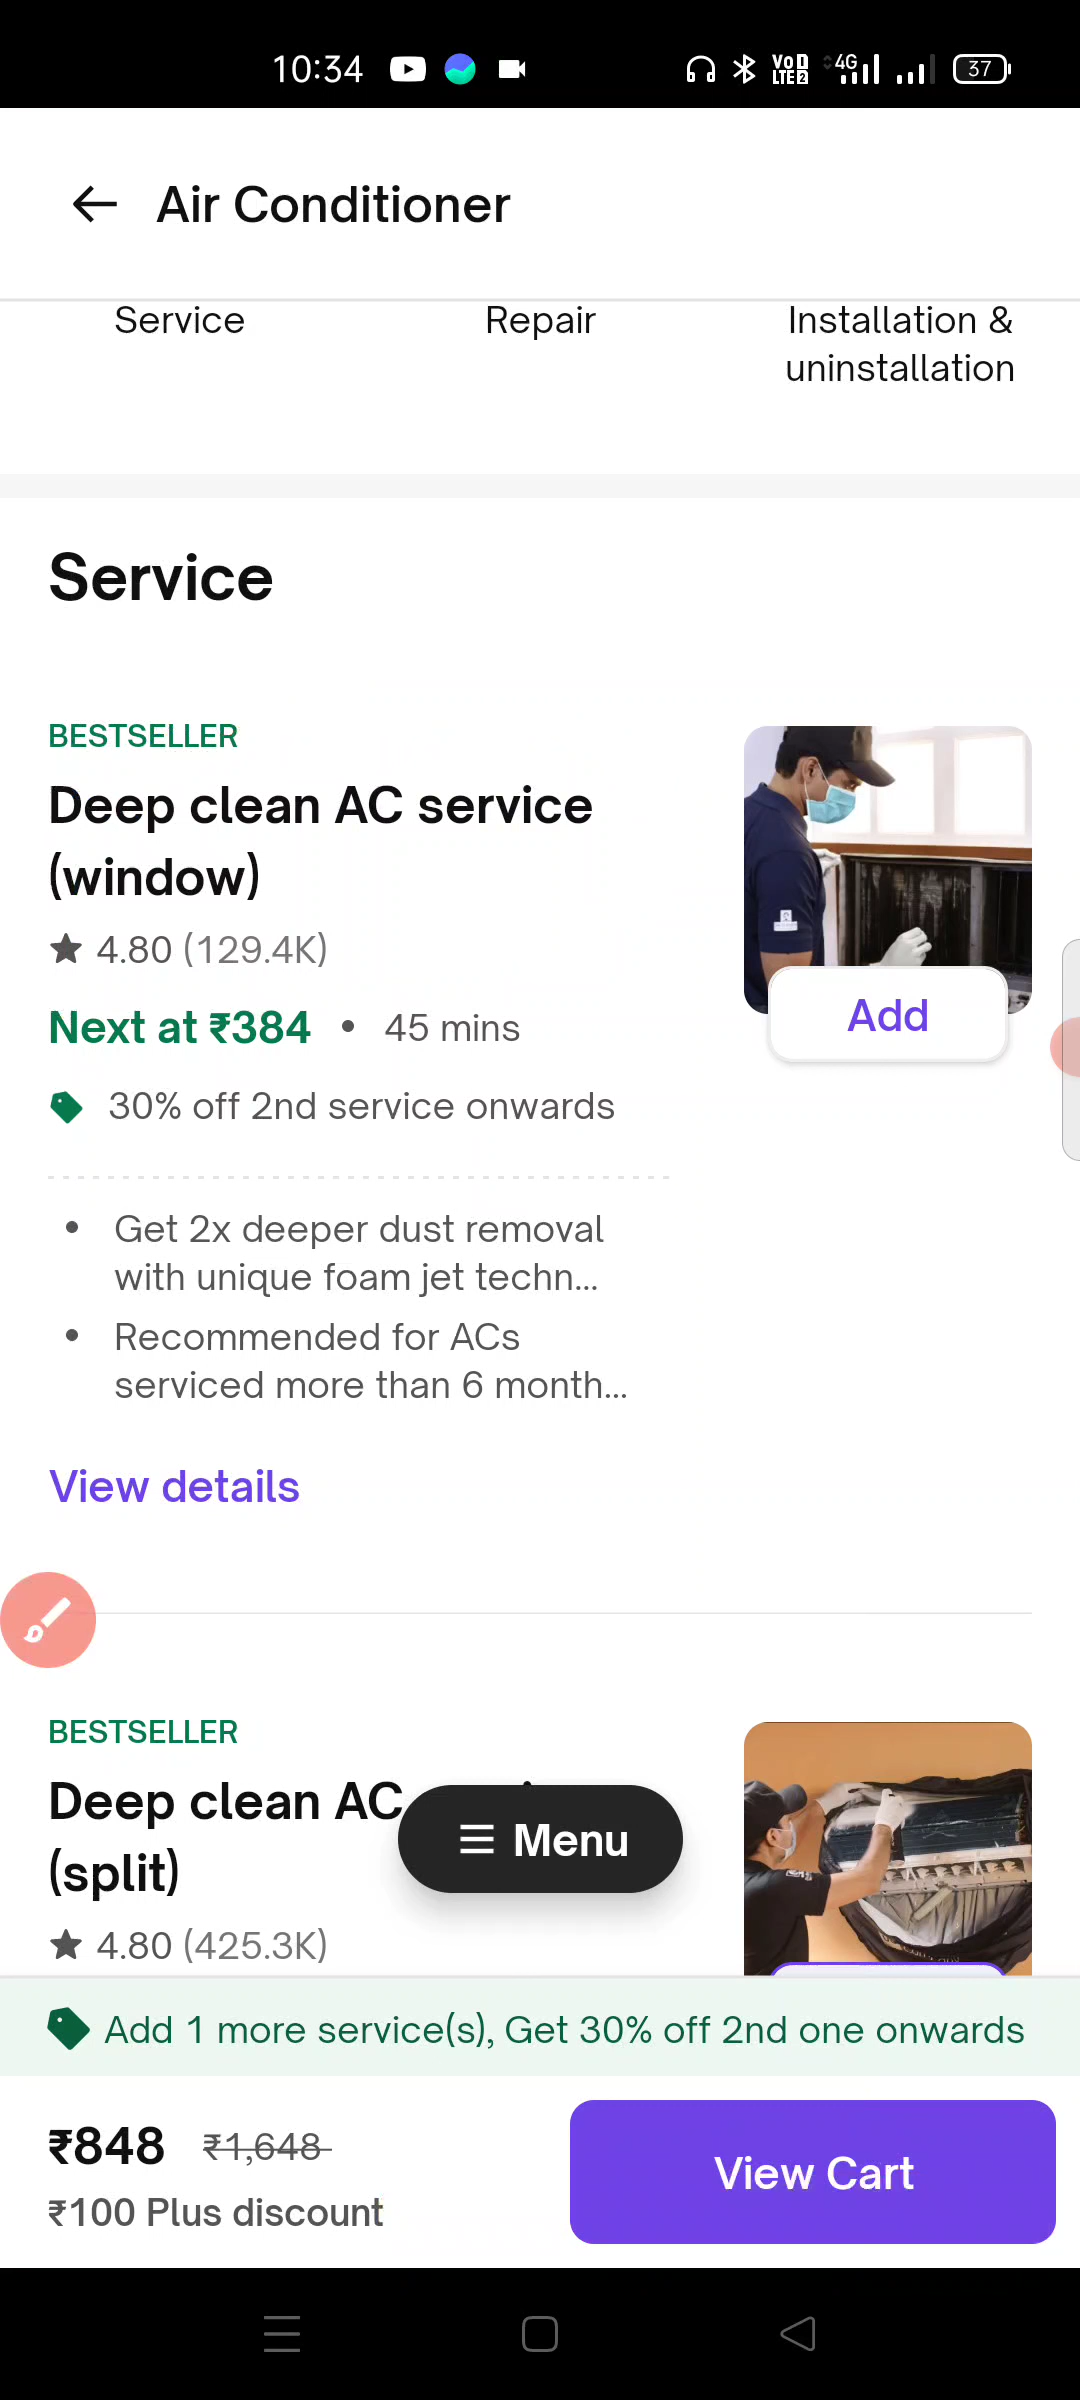 10:34
VoD
LTE2
4G
37
Air Conditioner
Service
Repair
Installation &
uninstallation
Service
BESTSELLER
Deep clean AC service
(window)
4.80 (129.4K)
Next at ₹384 • 45 mins
Add
30% off 2nd service onwards
• Get 2x deeper dust removal
with unique foam jet techn...
• Recommended for ACs
serviced more than 6 month...
View details
BESTSELLER
Deep clean AC
(split)
Menu
4.80 (425.3K)
Add 1 more service(s), Get 30% off 2nd one onwards
₹848 ₹1,648
₹100 Plus discount
View Cart